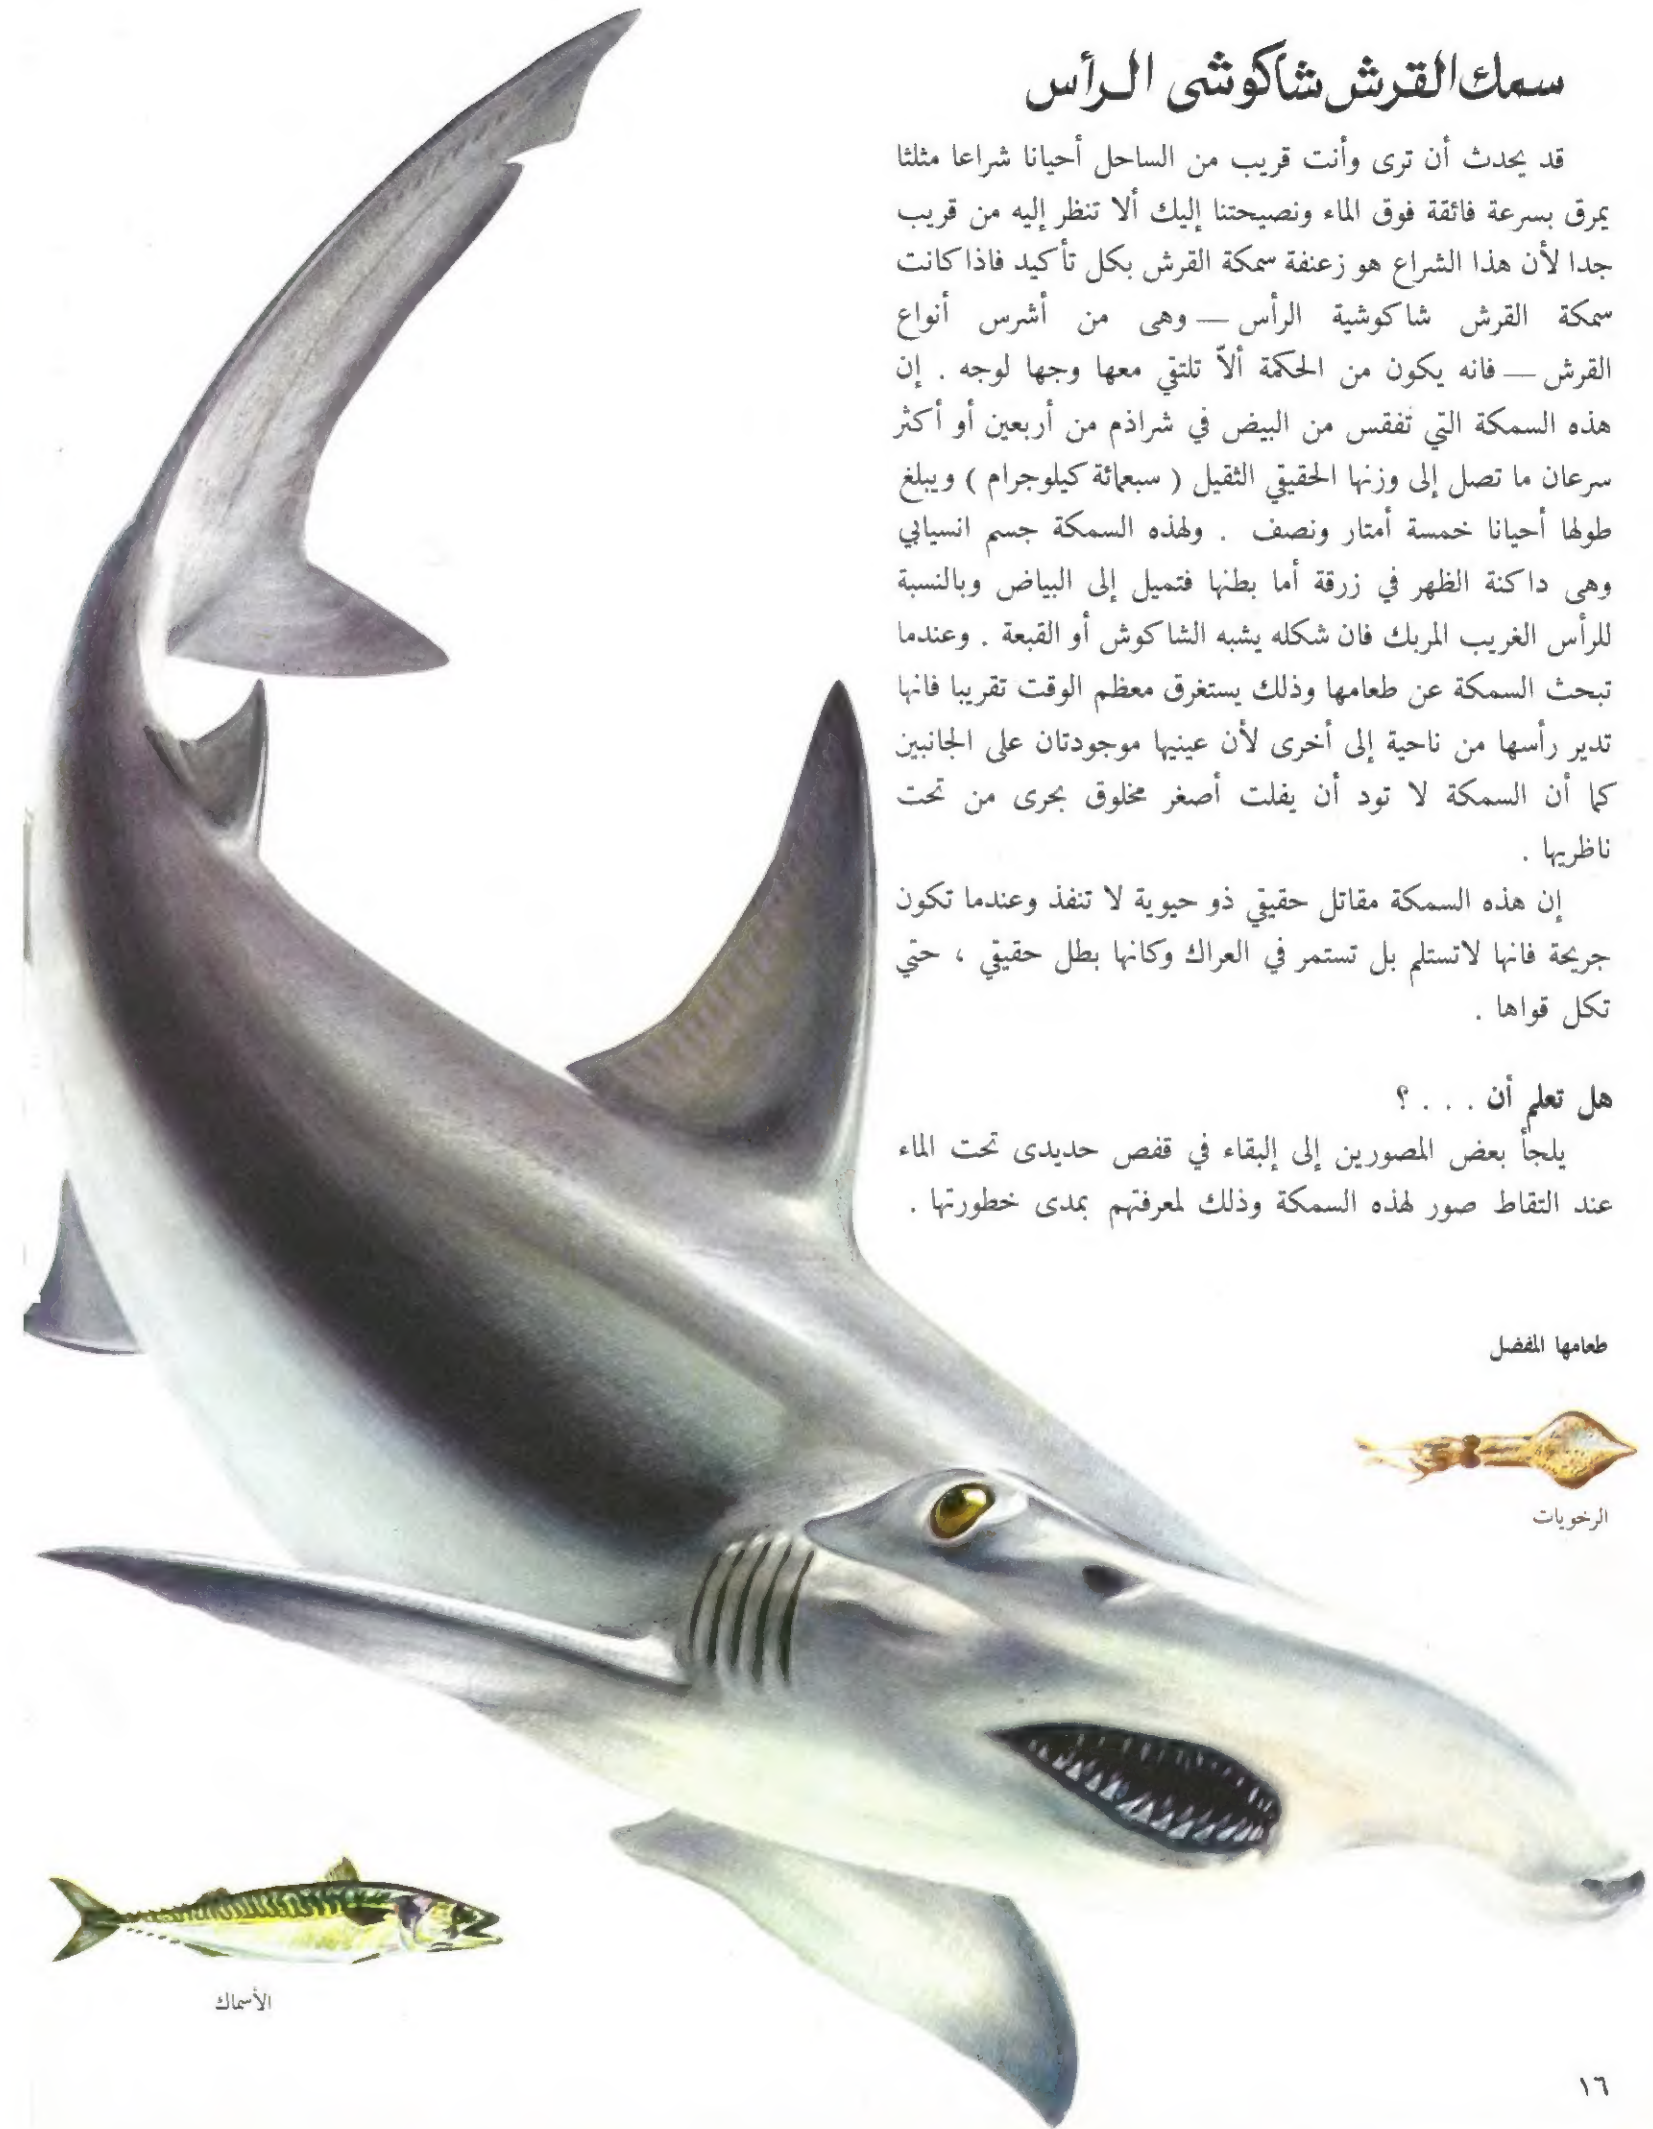 سمك القرش شاكوشى الرأس
قد يحدث أن ترى وأنت قريب من الساحل أحيانا شراعا مثلثا
يمرق بسرعة فائقة فوق الماء ونصيحتنا إليك ألا تنظر إليه من قريب
جدا لأن هذا الشراع هو زعنفة سمكة القرش بكل تأكيد فاذا كانت
سمكة القرش شاكوشية الرأس — وهى من أشرس أنواع
القرش — فانه يكون من الحكمة ألاّ تلتقي معها وجها لوجه . إن
هذه السمكة التي تفقس من البيض في شراذم من أربعين أو أكثر
سرعان ما تصل إلى وزنها الحقيقي الثقيل ( سبعمائة كيلوجرام ) ويبلغ
طولها أحيانا خمسة أمتار ونصف . ولهذه السمكة جسم انسيابي
وهى داكنة الظهر في زرقة أما بطنها فتميل إلى البياض وبالنسبة
للرأس الغريب المربك فان شكله يشبه الشاكوش أو القبعة . وعندما
تبحث السمكة عن طعامها وذلك يستغرق معظم الوقت تقريبا فانها
تدير رأسها من ناحية إلى أخرى لأن عينيها موجودتان على الجانبين
كما أن السمكة لا تود أن يفلت أصغر مخلوق بجرى من تحت
ناظريها .
إن هذه السمكة مقاتل حقيقي ذو حيوية لا تنفذ وعندما تكون
جريحة فانها لاتستلم بل تستمر في العراك وكانها بطل حقيقي ، حتي
تكل قواها .
هل تعلم أن . . . ؟
يلجأ بعض المصورين إلى إلبقاء في قفص حديدى تحت الماء
عند التقاط صور لهذه السمكة وذلك لمعرفتهم بمدى خطورتها .
طعامها المفضل
الرخويات
الأسماك
١٦